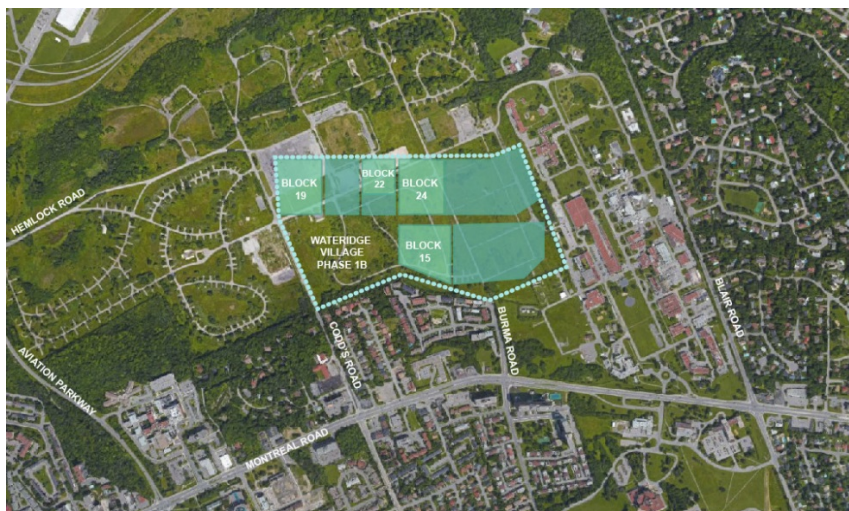 BLOCK
19
BLOCK
22
BLOCK
24
HEMLOCK ROAD
WATERIDGE
VILLAGE
PHASE 1B
BLOCK
15
BLAIR ROAD
BURMA ROAD
CODD'S ROAD
AVIATION PARKWAY
MONTREAL ROAD